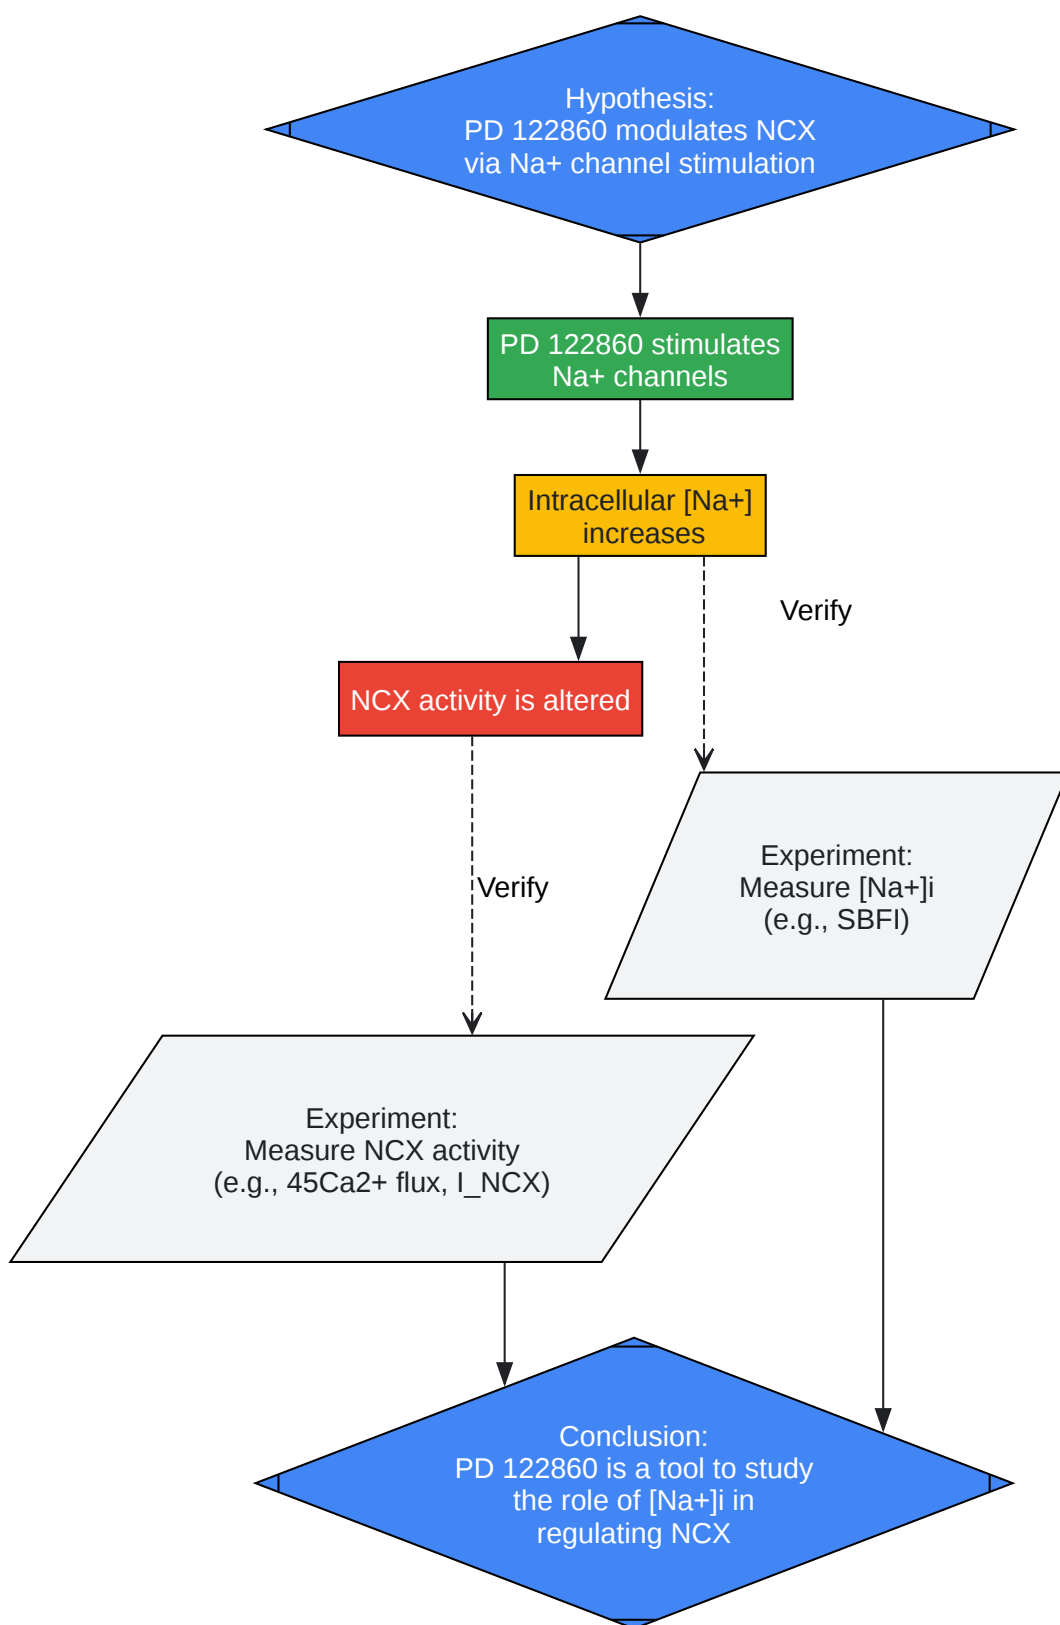 Hypothesis:
PD 122860 modulates NCX
via Na+ channel stimulation
PD 122860 stimulates
Na+ channels
Intracellular [Na+]
increases
Verify
NCX activity is altered
Experiment:
Measure [Na+]i
(e.g., SBFI)
Verify
Experiment:
Measure NCX activity
(e.g., 45Ca2+ flux, I_NCX)
Conclusion:
PD 122860 is a tool to study
the role of [Na+]i in
regulating NCX